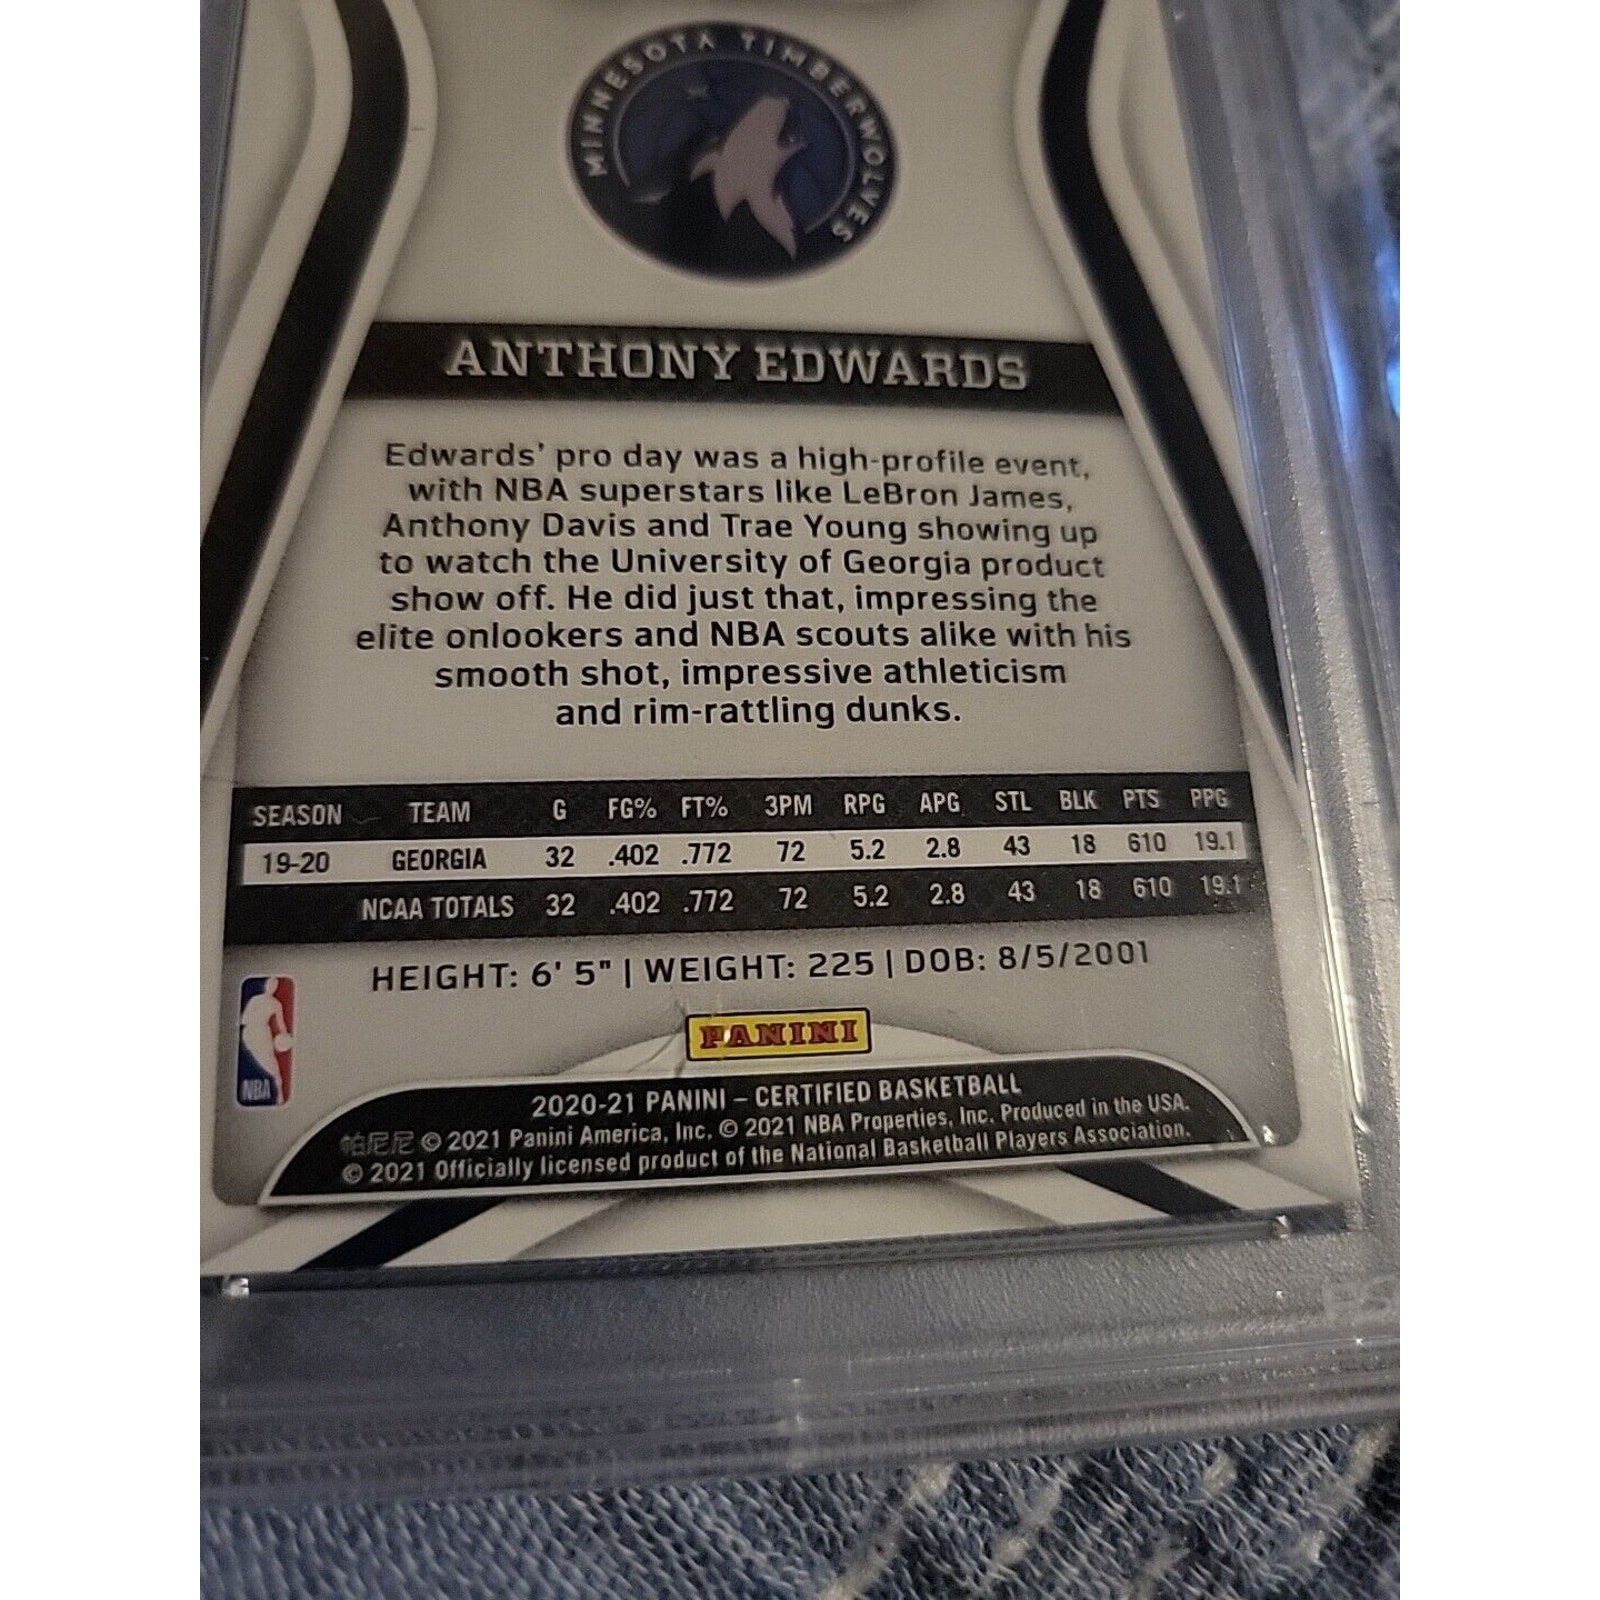 MINNESOTA TIMBERWOLVES
ANTHONY EDWARDS
Edwards' pro day was a high-profile event,
with NBA superstars like LeBron James,
Anthony Davis and Trae Young showing up
to watch the University of Georgia product
show off. He did just that, impressing the
elite onlookers and NBA scouts alike with his
smooth shot, impressive athleticism
and rim-rattling dunks.
SEASON TEAM G FG% FT% 3PM RPG APG STL BLK PTS PPG
19-20 GEORGIA 32 .402 .772 72 5.2 2.8 43 18 610 19.1
NCAA TOTALS 32 .402 .772 72 5.2 2.8 43 18 610 19.1
HEIGHT: 6' 5" | WEIGHT: 225 | DOB: 8/5/2001
NBA
PANINI
2020-21 PANINI – CERTIFIED BASKETBALL
帕尼尼 © 2021 Panini America, Inc. © 2021 NBA Properties, Inc. Produced in the USA.
© 2021 Officially licensed product of the National Basketball Players Association.